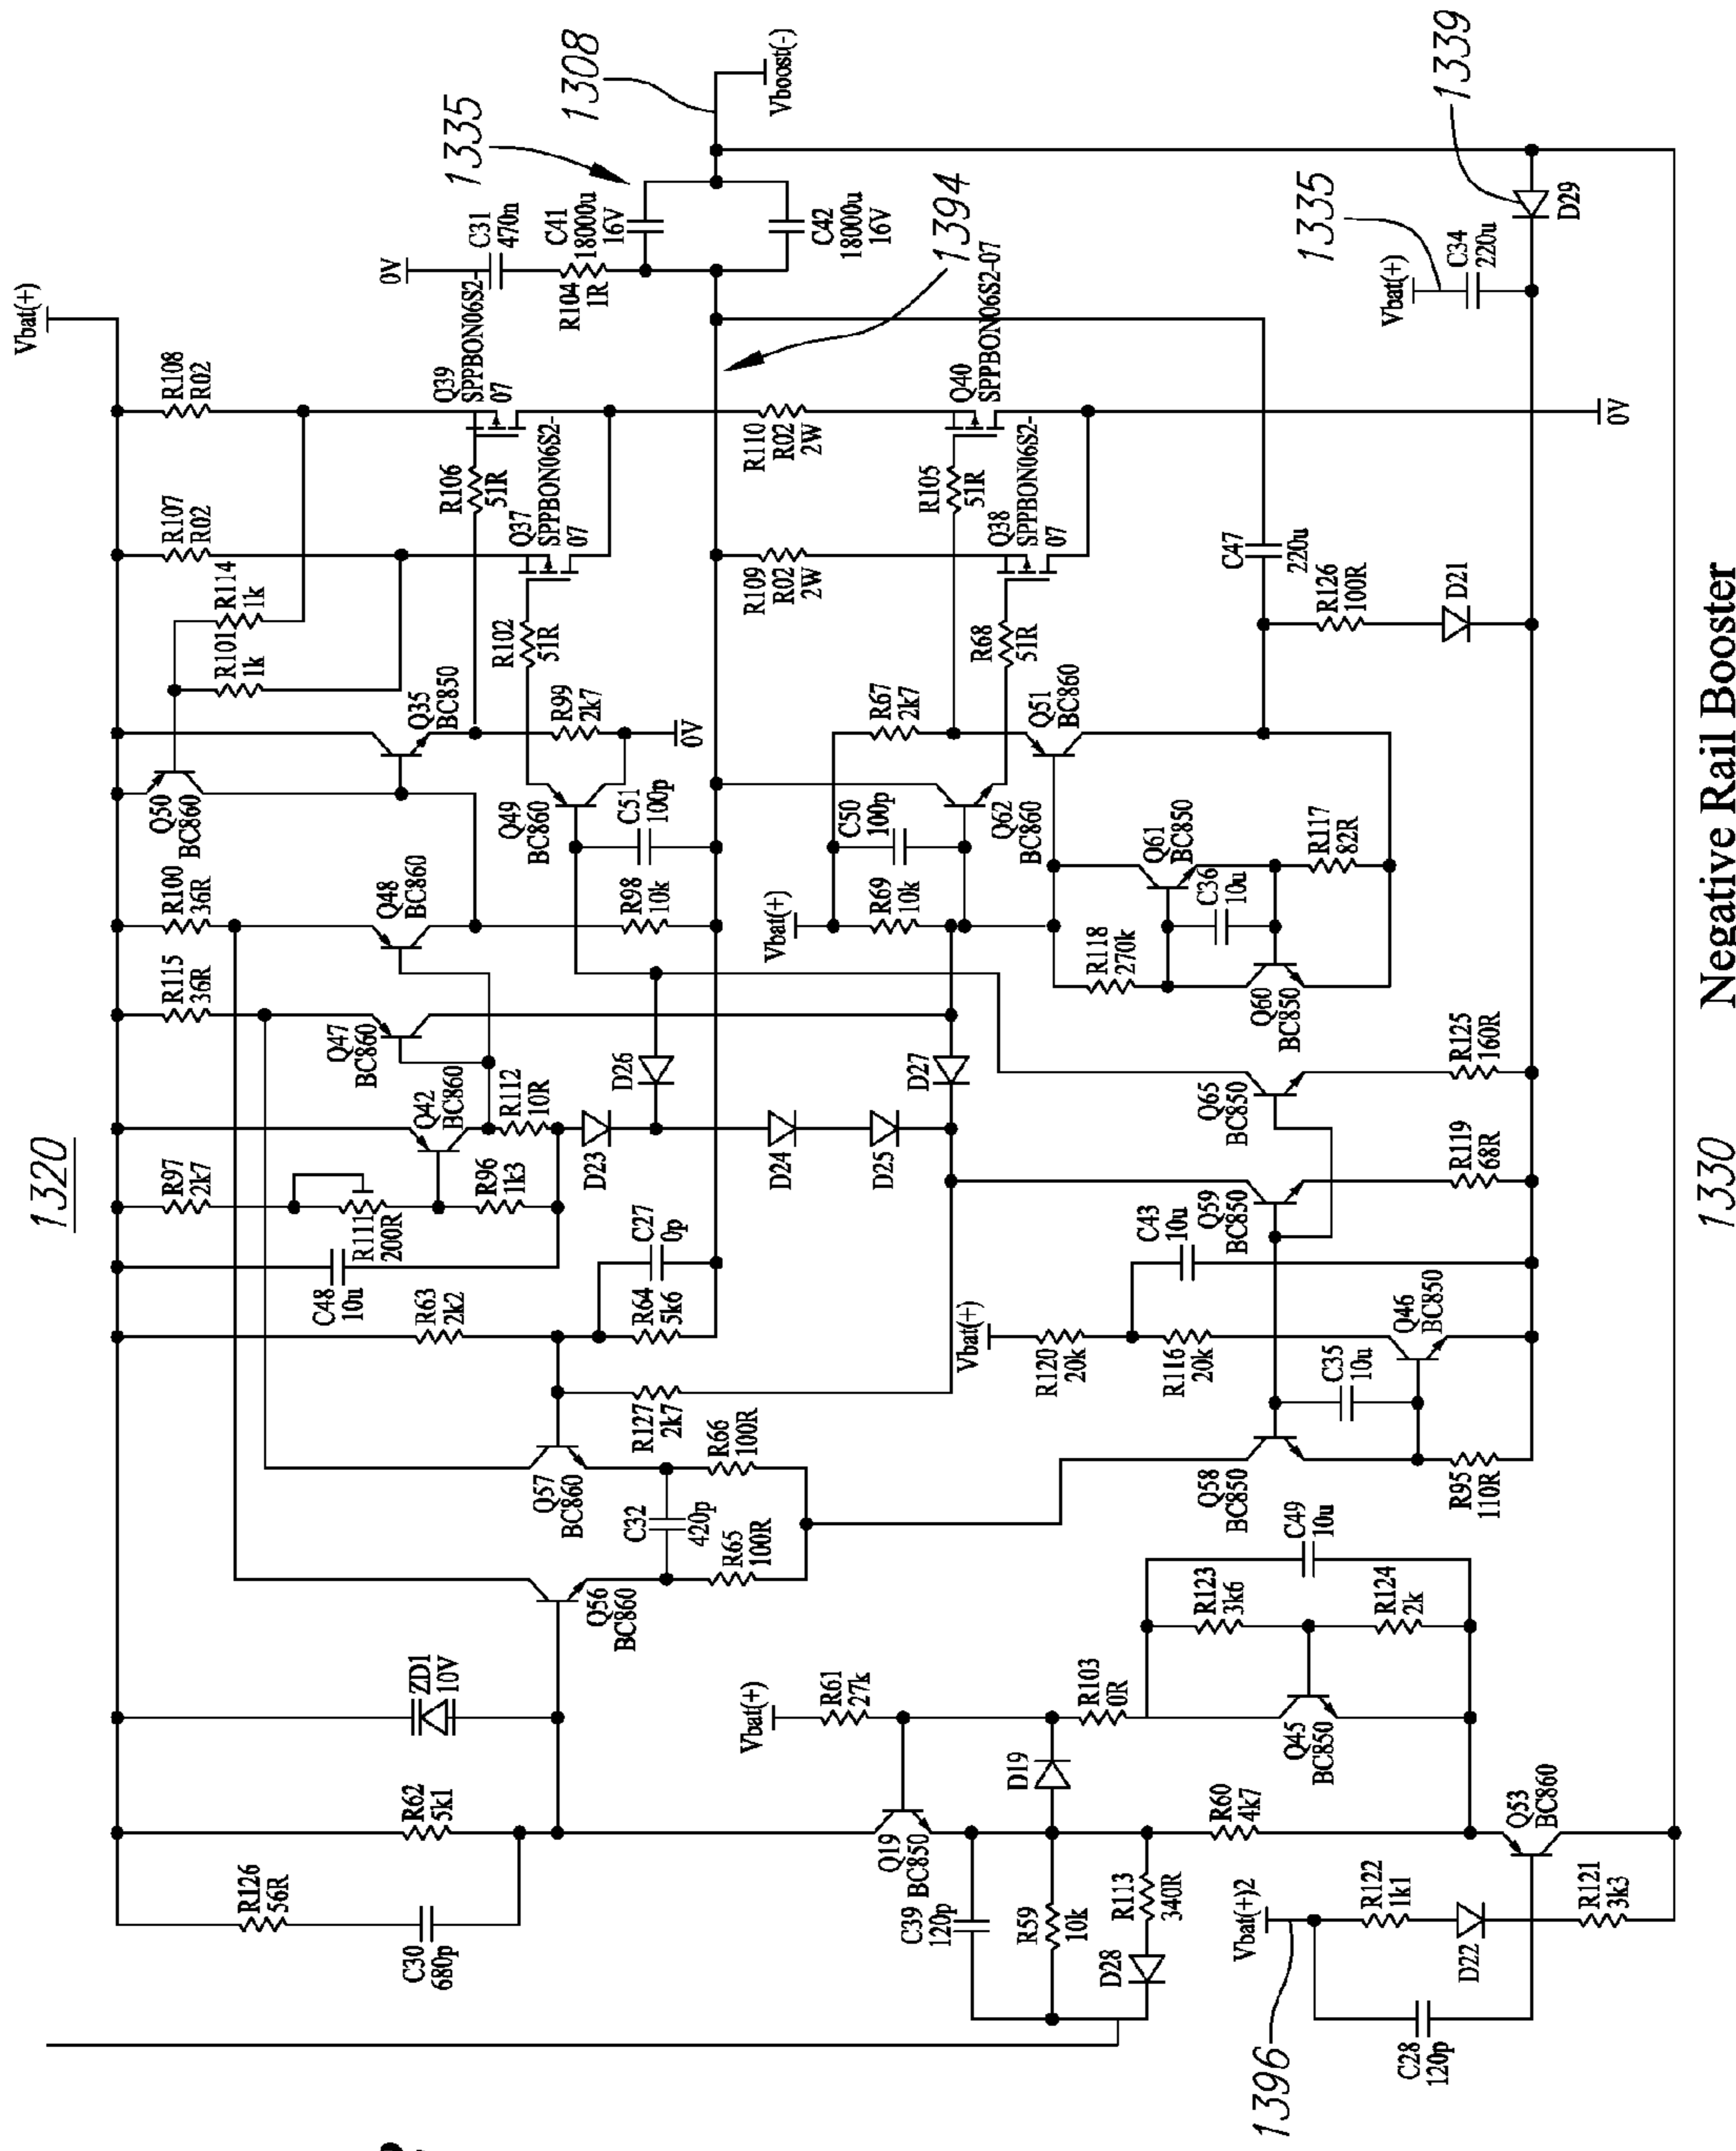 1320
Vbat(+)
R126
56R
C30
680p
R62
5k1
ZD1
10V
R63
2k2
C48
10u
R97
2k7
R111
200R
R96
1k3
Q42
BC860
R112
10R
R115
36R
Q47
BC860
R100
36R
Q48
BC860
Q50
BC860
R101
1k
R114
1k
Q35
BC850
R107
R02
R108
R02
R106
51R
Q39
SPPBON06S2-
07
Q37
SPPBON06S2-
07
R102
51R
R99
2k7
0V
Q49
BC860
C51
100p
R98
10k
D26
D23
D24
D25
D27
C27
0p
R64
5k6
R127
2k7
Q57
BC860
Q56
BC860
C32
420p
R66
100R
R65
100R
0V
C31
470n
R104
1R
C41
18000u
16V
C42
18000u
16V
1335
1308
Vboost(-)
1394
R110
R02
2W
R109
R02
2W
Q40
SPPBON06S2-07
R105
51R
Q38
SPPBON06S2-
07
R68
51R
0V
R67
2k7
Q51
BC860
C50
100p
Q62
BC860
Vbat(+)
R69
10k
R118
270k
Q61
BC850
C36
10u
Q60
BC850
R117
82R
C47
220u
R126
100R
D21
1335
Vbat(+)
C34
220u
1339
D29
Vbat(+)
R61
27k
D19
Q19
BC850
C39
120p
R59
10k
R113
340R
D28
R103
0R
R60
4k7
Q45
BC850
R123
3k6
R124
2k
C49
10u
Q53
BC860
Vbat(+)2
1396
R122
1k1
D22
R121
3k3
C28
120p
Vbat(+)
R120
20k
R116
20k
C43
10u
Q46
BC850
C35
10u
Q58
BC850
R95
110R
Q59
BC850
R119
68R
Q65
BC850
R125
160R
1330
Negative Rail Booster